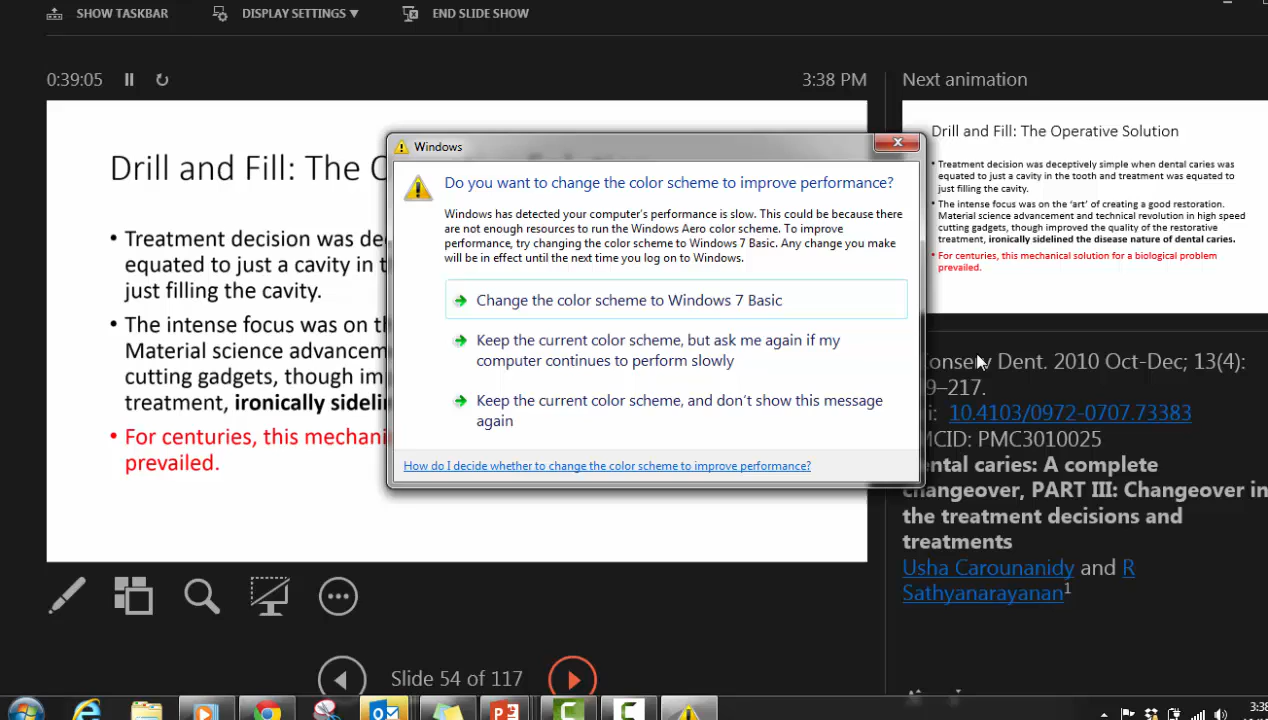 SHOW TASKBAR
DISPLAY SETTINGS ▼
END SLIDE SHOW
0:39:05
3:38 PM
Next animation
Drill and Fill: The
• Treatment decision was
equated to just a cavity in
just filling the cavity.
• The intense focus was on
Material science
cutting gadgets, though
treatment, ironically
• For centuries, this
prevailed.
Windows
Do you want to change the color scheme to improve performance?
Windows has detected your computer's performance is slow. This could be because there
are not enough resources to run the Windows Aero color scheme. To improve
performance, try changing the color scheme to Windows 7 Basic. Any change you make
will be in effect until the next time you log on to Windows.
Change the color scheme to Windows 7 Basic
Keep the current color scheme, but ask me again if my
computer continues to perform slowly
Keep the current color scheme, and don't show this message
again
How do I decide whether to change the color scheme to improve performance?
Drill and Fill: The Operative Solution
• Treatment decision was deceptively simple when dental caries was
equated to just a cavity in the tooth and treatment was equated to
just filling the cavity.
• The intense focus was on the 'art' of creating a good restoration.
Material science advancement and technical revolution in high speed
cutting gadgets, though improved the quality of the restorative
treatment, ironically sidelined the disease nature of dental caries.
• For centuries, this mechanical solution for a biological problem
prevailed.
Dent. 2010 Oct-Dec; 13(4):
–217.
10.4103/0972-0707.73383
PMC3010025
caries: A complete
changeover, PART III: Changeover in
the treatment decisions and
treatments
Usha Carounanidy and R
Sathyanarayanan1
Slide 54 of 117